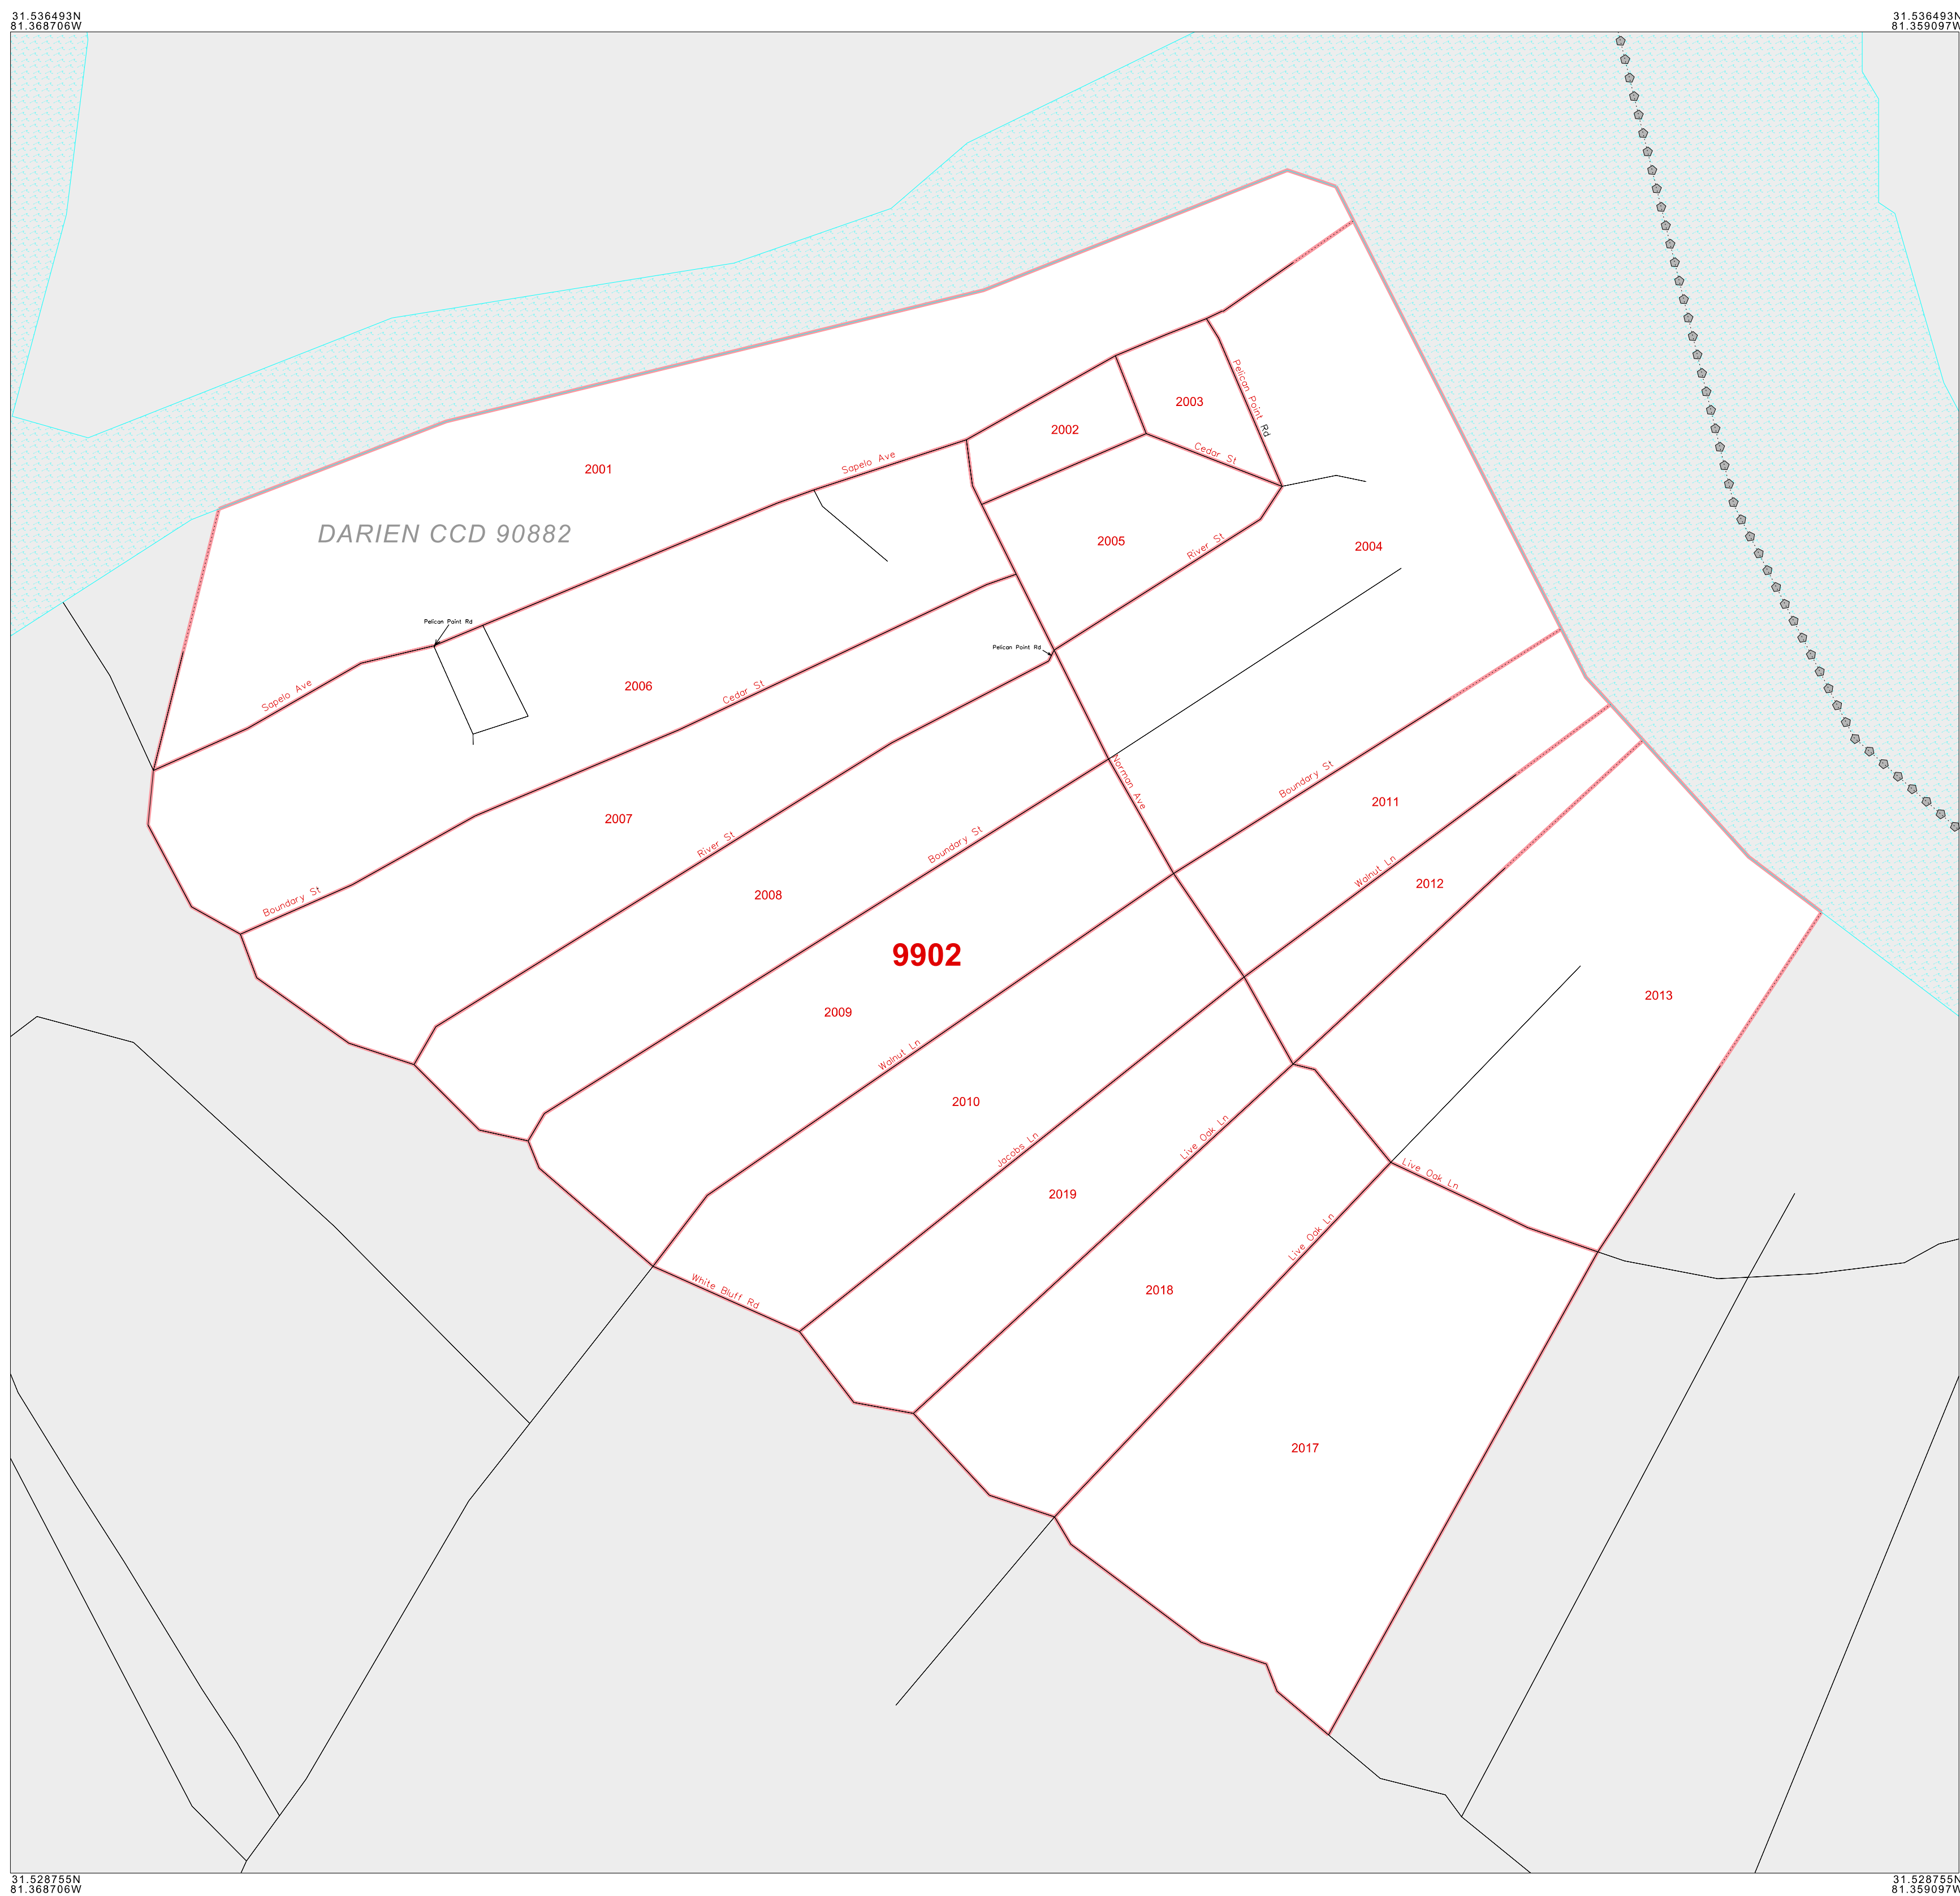 31.536493N
81.368706W
31.536493N
81.359097W
Pelican Point Rd
2003
2002
Cedar St
Sapelo Ave
2001
DARIEN CCD 90882
2005
River St
2004
Pelican Point Rd
Pelican Point Rd
Sapelo Ave
2006
Cedar St
Norman Ave
Boundary St
2011
2007
River St
Boundary St
Walnut Ln
2012
Boundary St
2008
9902
2013
2009
Walnut Ln
2010
Jacobs Ln
Live Oak Ln
Live Oak Ln
2019
Live Oak Ln
White Bluff Rd
2018
2017
31.528755N
81.368706W
31.528755N
81.359097W